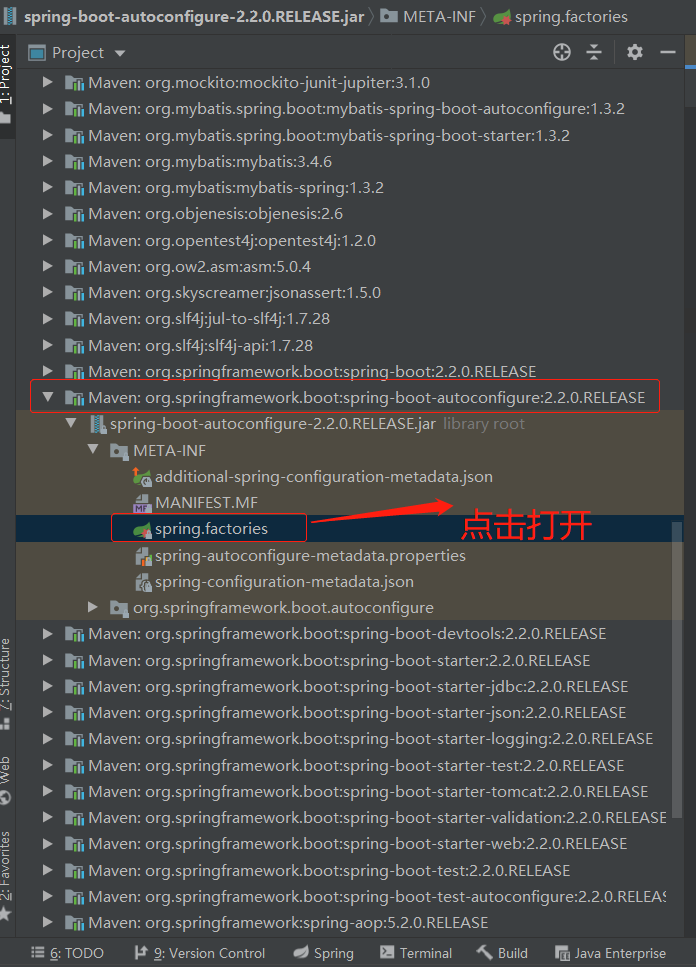 spring-boot-autoconfigure-2.2.0.RELEASE.jar META-INF spring.factories
1: Project
Project
Maven: org.mockito:mockito-junit-jupiter:3.1.0
Maven: org.mybatis.spring.boot:mybatis-spring-boot-autoconfigure:1.3.2
Maven: org.mybatis.spring.boot:mybatis-spring-boot-starter:1.3.2
Maven: org.mybatis:mybatis:3.4.6
Maven: org.mybatis:mybatis-spring:1.3.2
Maven: org.objenesis:objenesis:2.6
Maven: org.opentest4j:opentest4j:1.2.0
Maven: org.ow2.asm:asm:5.0.4
Maven: org.skyscreamer:jsonassert:1.5.0
Maven: org.slf4j:jul-to-slf4j:1.7.28
Maven: org.slf4j:slf4j-api:1.7.28
Maven: org.springframework.boot:spring-boot:2.2.0.RELEASE
Maven: org.springframework.boot:spring-boot-autoconfigure:2.2.0.RELEASE
spring-boot-autoconfigure-2.2.0.RELEASE.jar library root
META-INF
additional-spring-configuration-metadata.json
MF MANIFEST.MF
spring.factories
点击打开
spring-autoconfigure-metadata.properties
spring-configuration-metadata.json
org.springframework.boot.autoconfigure
Maven: org.springframework.boot:spring-boot-devtools:2.2.0.RELEASE
Maven: org.springframework.boot:spring-boot-starter:2.2.0.RELEASE
Maven: org.springframework.boot:spring-boot-starter-jdbc:2.2.0.RELEASE
Maven: org.springframework.boot:spring-boot-starter-json:2.2.0.RELEASE
Maven: org.springframework.boot:spring-boot-starter-logging:2.2.0.RELEASE
Maven: org.springframework.boot:spring-boot-starter-test:2.2.0.RELEASE
Maven: org.springframework.boot:spring-boot-starter-tomcat:2.2.0.RELEASE
Maven: org.springframework.boot:spring-boot-starter-validation:2.2.0.RELEASE
Maven: org.springframework.boot:spring-boot-starter-web:2.2.0.RELEASE
Maven: org.springframework.boot:spring-boot-test:2.2.0.RELEASE
Maven: org.springframework.boot:spring-boot-test-autoconfigure:2.2.0.RELEAS
Maven: org.springframework:spring-aop:5.2.0.RELEASE
7: Structure
Web
2: Favorites
6: TODO
9: Version Control
Spring
Terminal
Build
Java Enterprise